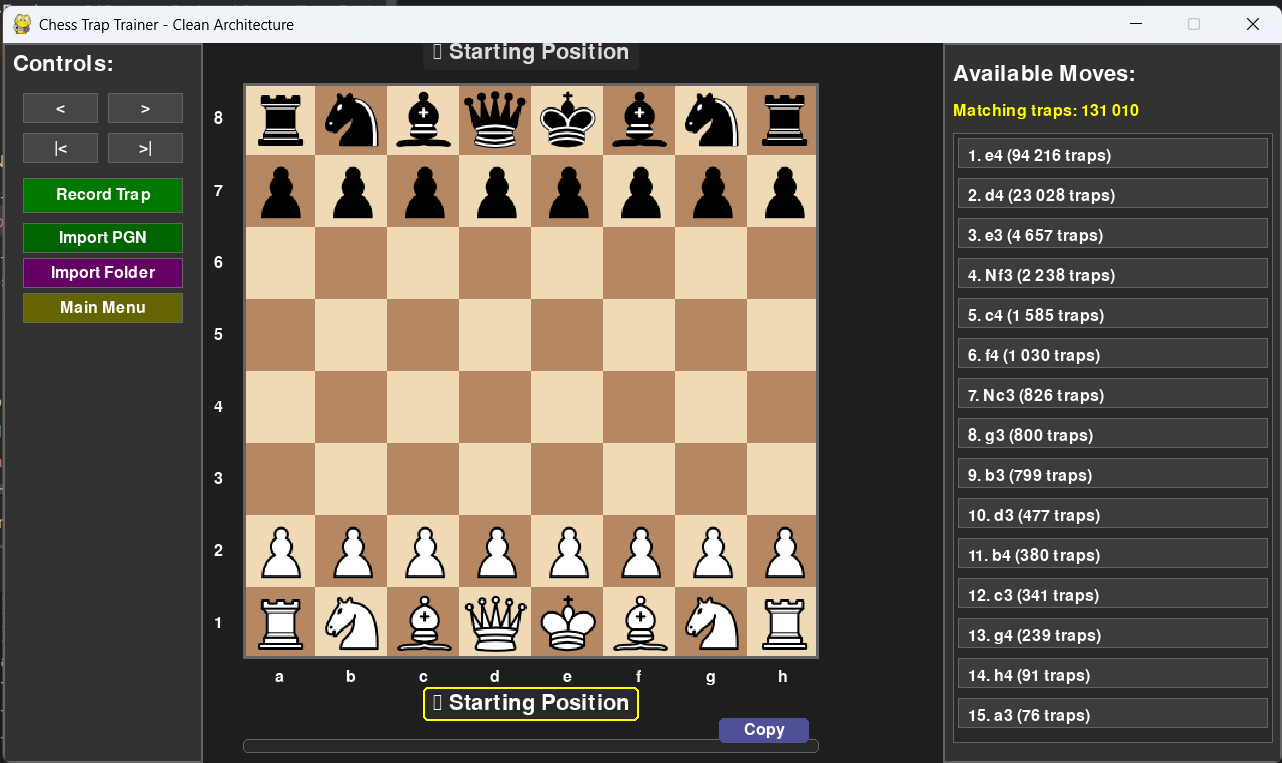 Chess Trap Trainer - Clean Architecture
Controls:
< >
|< >|
Record Trap
Import PGN
Import Folder
Main Menu
Starting Position
8
7
6
5
4
3
2
1
a b c d e f g h
Starting Position
Copy
Available Moves:
Matching traps: 131 010
1. e4 (94 216 traps)
2. d4 (23 028 traps)
3. e3 (4 657 traps)
4. Nf3 (2 238 traps)
5. c4 (1 585 traps)
6. f4 (1 030 traps)
7. Nc3 (826 traps)
8. g3 (800 traps)
9. b3 (799 traps)
10. d3 (477 traps)
11. b4 (380 traps)
12. c3 (341 traps)
13. g4 (239 traps)
14. h4 (91 traps)
15. a3 (76 traps)